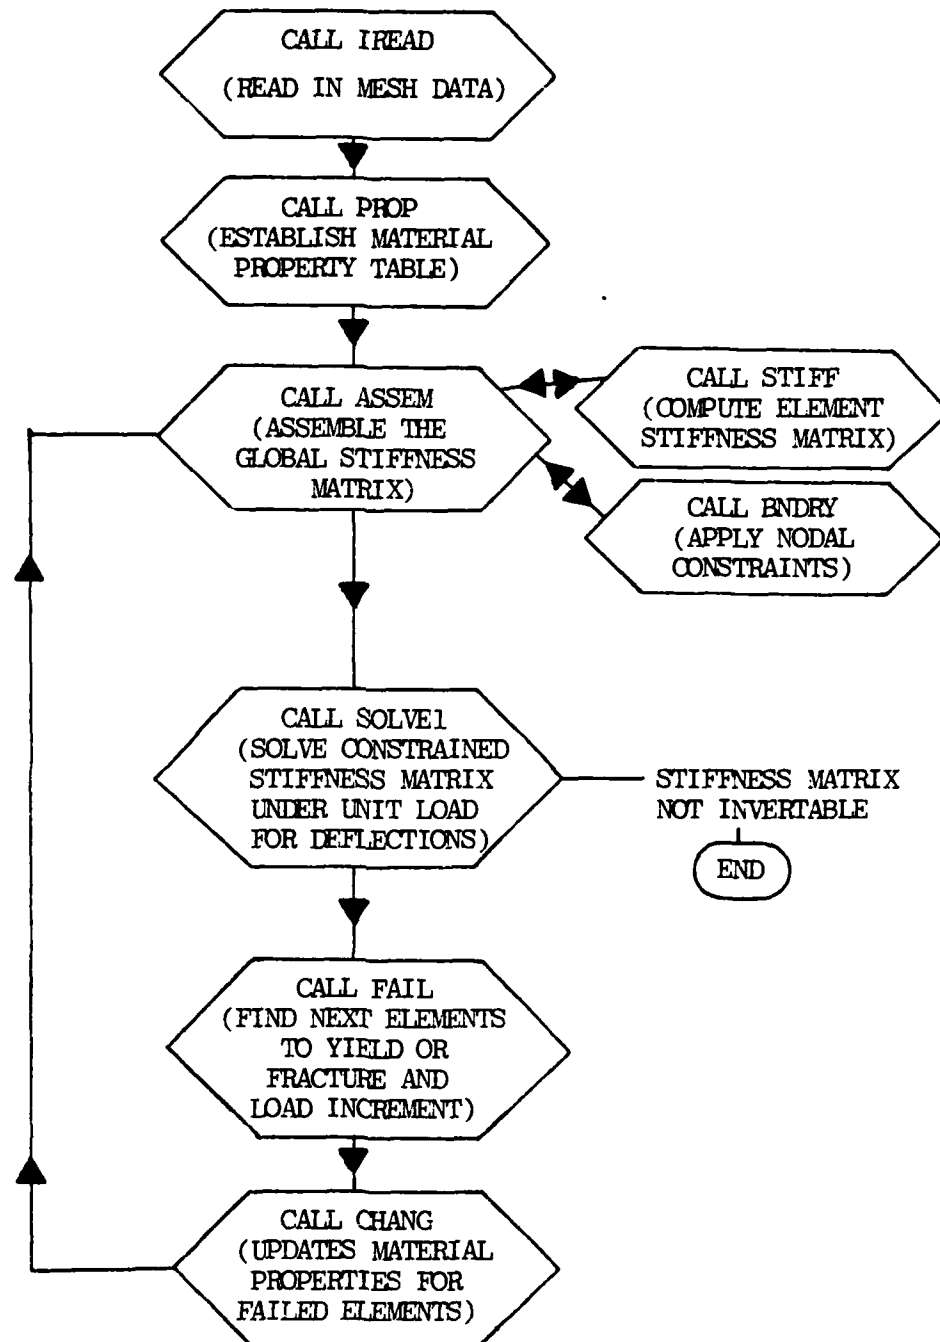 CALL IREAD
(READ IN MESH DATA)
CALL PROP
(ESTABLISH MATERIAL
PROPERTY TABLE)
CALL ASSEM
(ASSEMBLE THE
GLOBAL STIFFNESS
MATRIX)
CALL STIFF
(COMPUTE ELEMENT
STIFFNESS MATRIX)
CALL BNDRY
(APPLY NODAL
CONSTRAINTS)
CALL SOLVE1
(SOLVE CONSTRAINED
STIFFNESS MATRIX
UNDER UNIT LOAD
FOR DEFLECTIONS)
STIFFNESS MATRIX
NOT INVERTABLE
END
CALL FAIL
(FIND NEXT ELEMENTS
TO YIELD OR
FRACTURE AND
LOAD INCREMENT)
CALL CHANG
(UPDATES MATERIAL
PROPERTIES FOR
FAILED ELEMENTS)